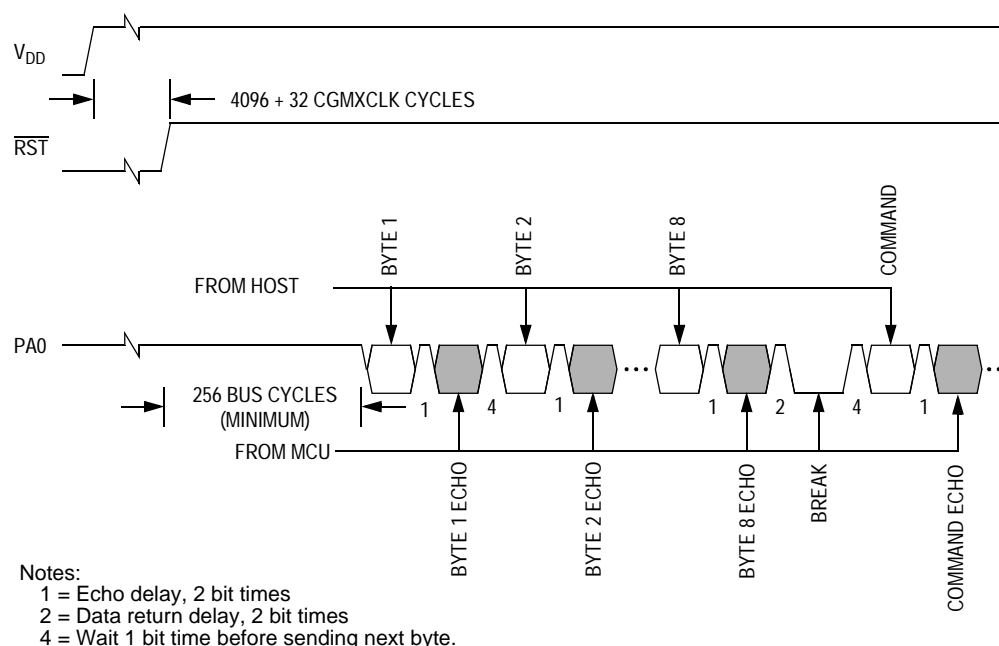 VDD
4096 + 32 CGMXCLK CYCLES
RST
BYTE 1
BYTE 2
BYTE 8
COMMAND
FROM HOST
PA0
256 BUS CYCLES
(MINIMUM)
1
4
1
1
2
4
1
FROM MCU
BYTE 1 ECHO
BYTE 2 ECHO
BYTE 8 ECHO
BREAK
COMMAND ECHO
Notes:
1 = Echo delay, 2 bit times
2 = Data return delay, 2 bit times
4 = Wait 1 bit time before sending next byte.